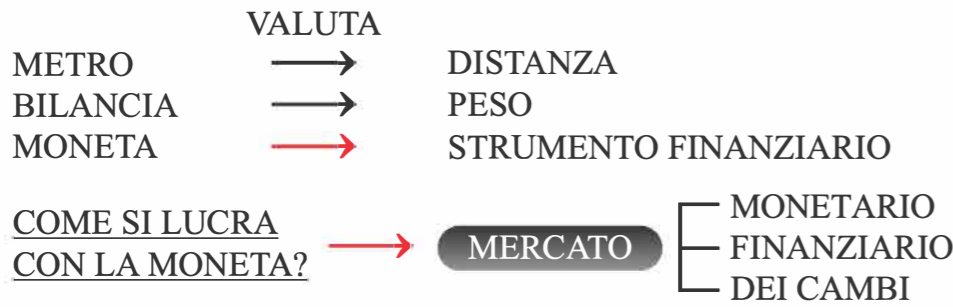 VALUTA
METRO DISTANZA
BILANCIA PESO
MONETA STRUMENTO FINANZIARIO
COME SI LUCRA
CON LA MONETA?
MERCATO
MONETARIO
FINANZIARIO
DEI CAMBI